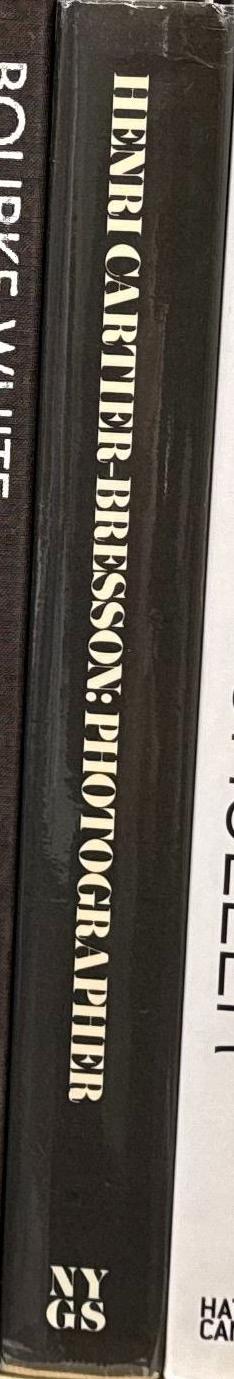 BOURKE-WHITE
HENRI CARTIER-BRESSON: PHOTOGRAPHER
NY
GS